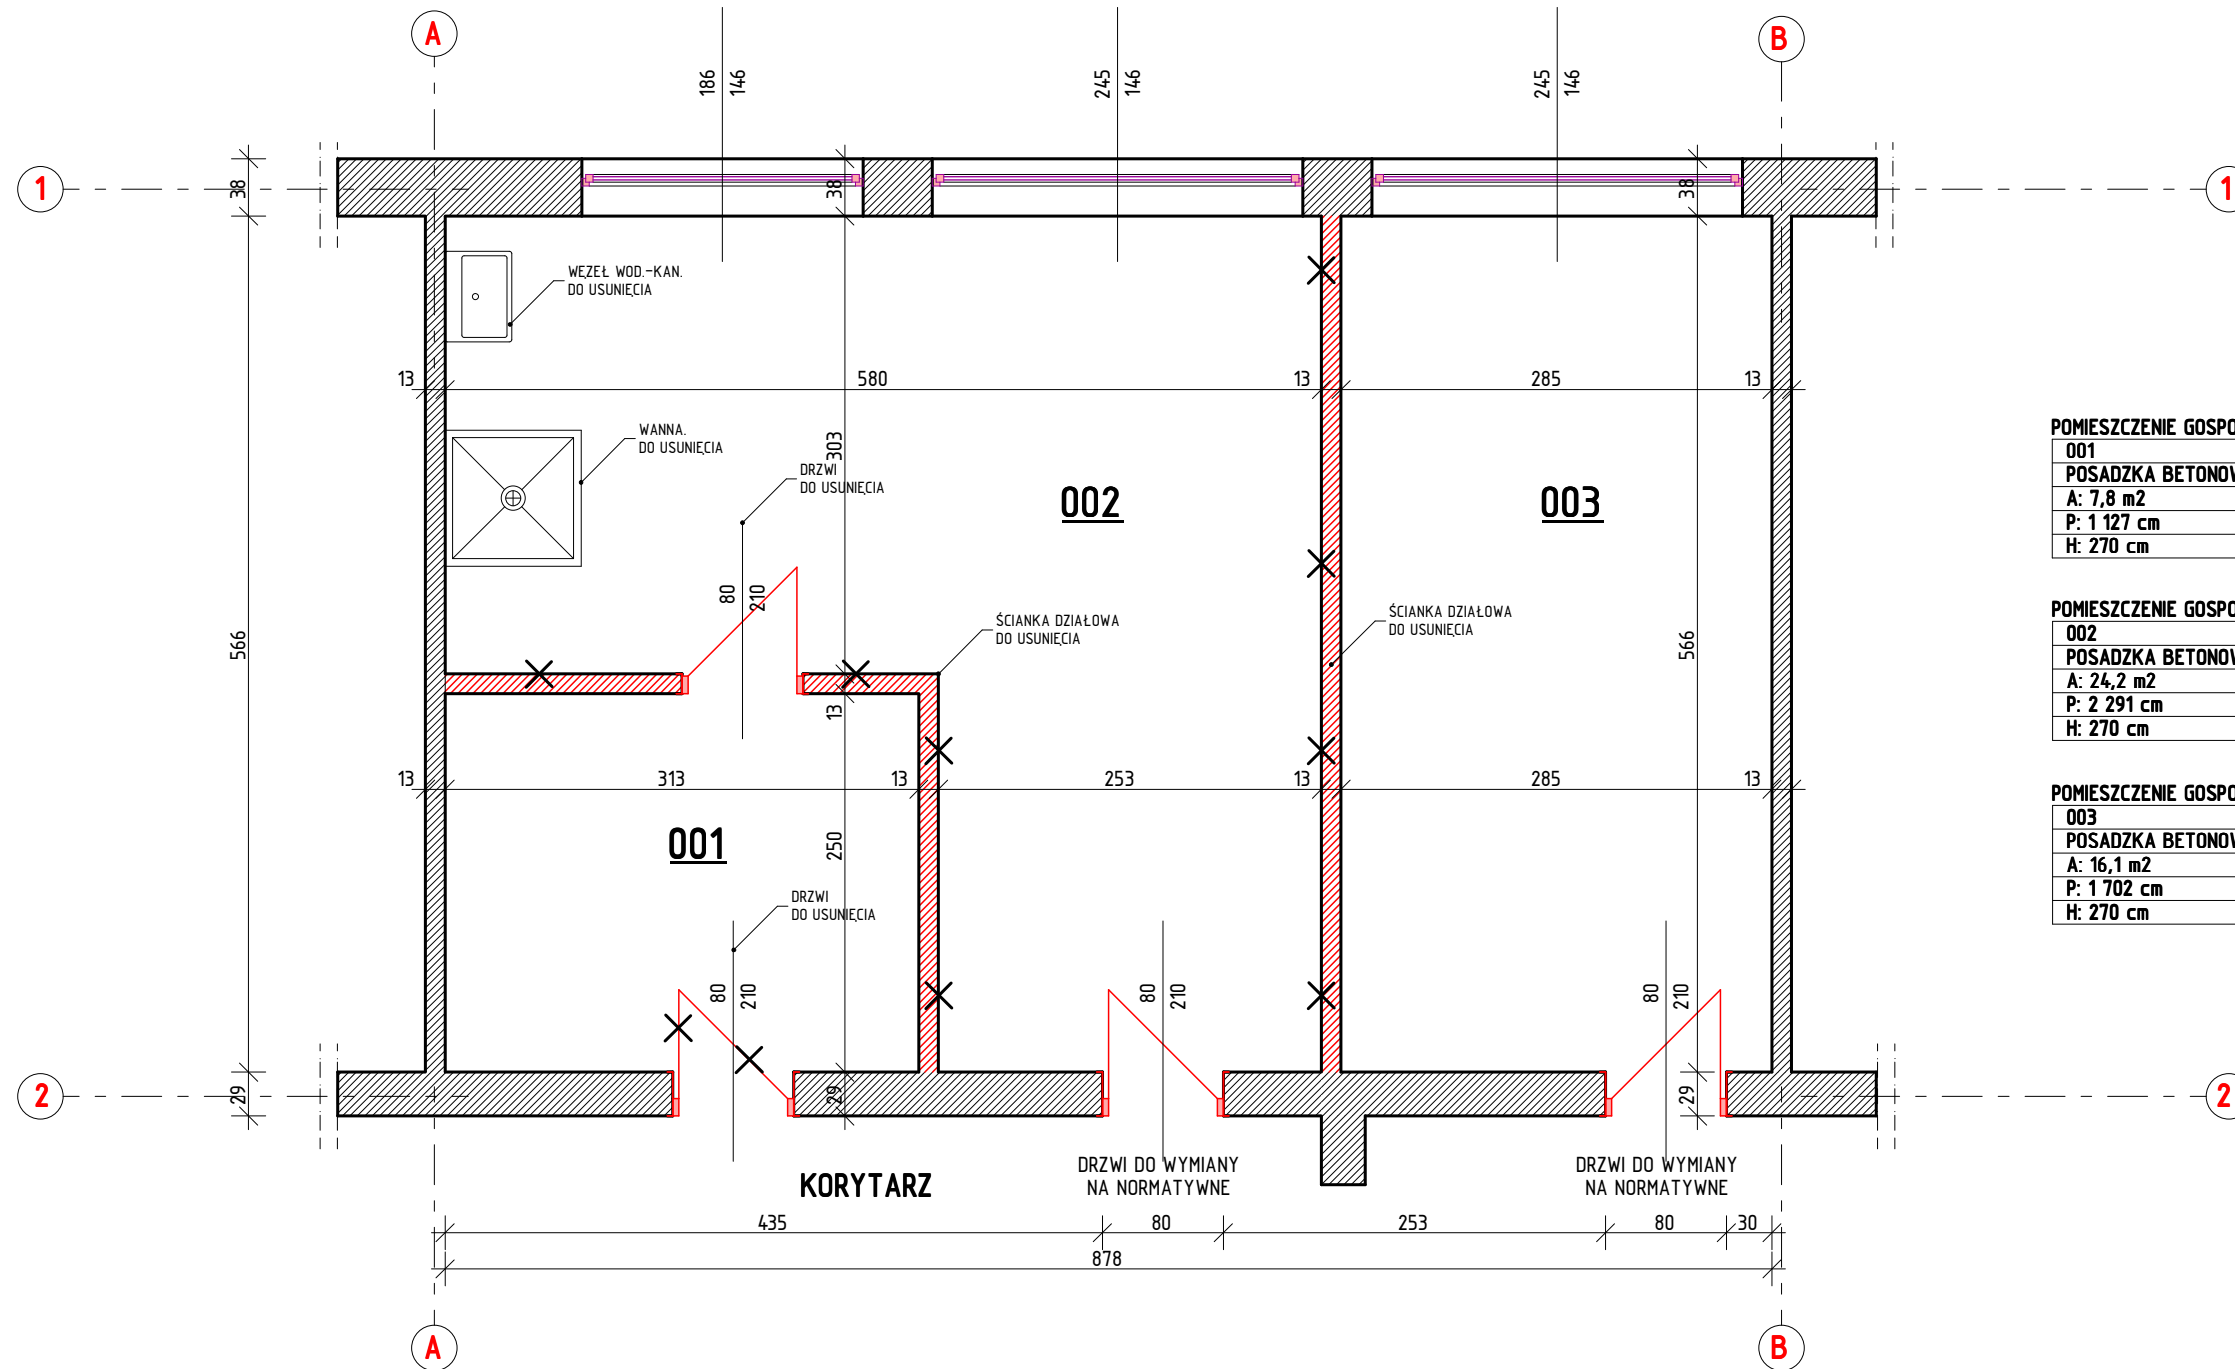 A
B
186
146
245
146
245
146
1
1
38
38
38
WĘZEŁ WOD.-KAN.
DO USUNIĘCIA
13
580
13
285
13
WANNA.
DO USUNIĘCIA
303
DRZWI
DO USUNIĘCIA
002
003
80
210
ŚCIANKA DZIAŁOWA
DO USUNIĘCIA
ŚCIANKA DZIAŁOWA
DO USUNIĘCIA
566
566
13
13
313
13
253
13
285
13
001
250
DRZWI
DO USUNIĘCIA
80
210
80
210
80
210
2
2
29
29
29
KORYTARZ
DRZWI DO WYMIANY
NA NORMATYWNE
DRZWI DO WYMIANY
NA NORMATYWNE
435
80
253
80
30
878
A
B
POMIESZCZENIE
001
POSADZKA
A: 7,8 m2
P: 1 127 cm
H: 270 cm
POMIESZCZENIE
002
POSADZKA
A: 24,2 m2
P: 2 291 cm
H: 270 cm
POMIESZCZENIE
003
POSADZKA
A: 16,1 m2
P: 1 702 cm
H: 270 cm